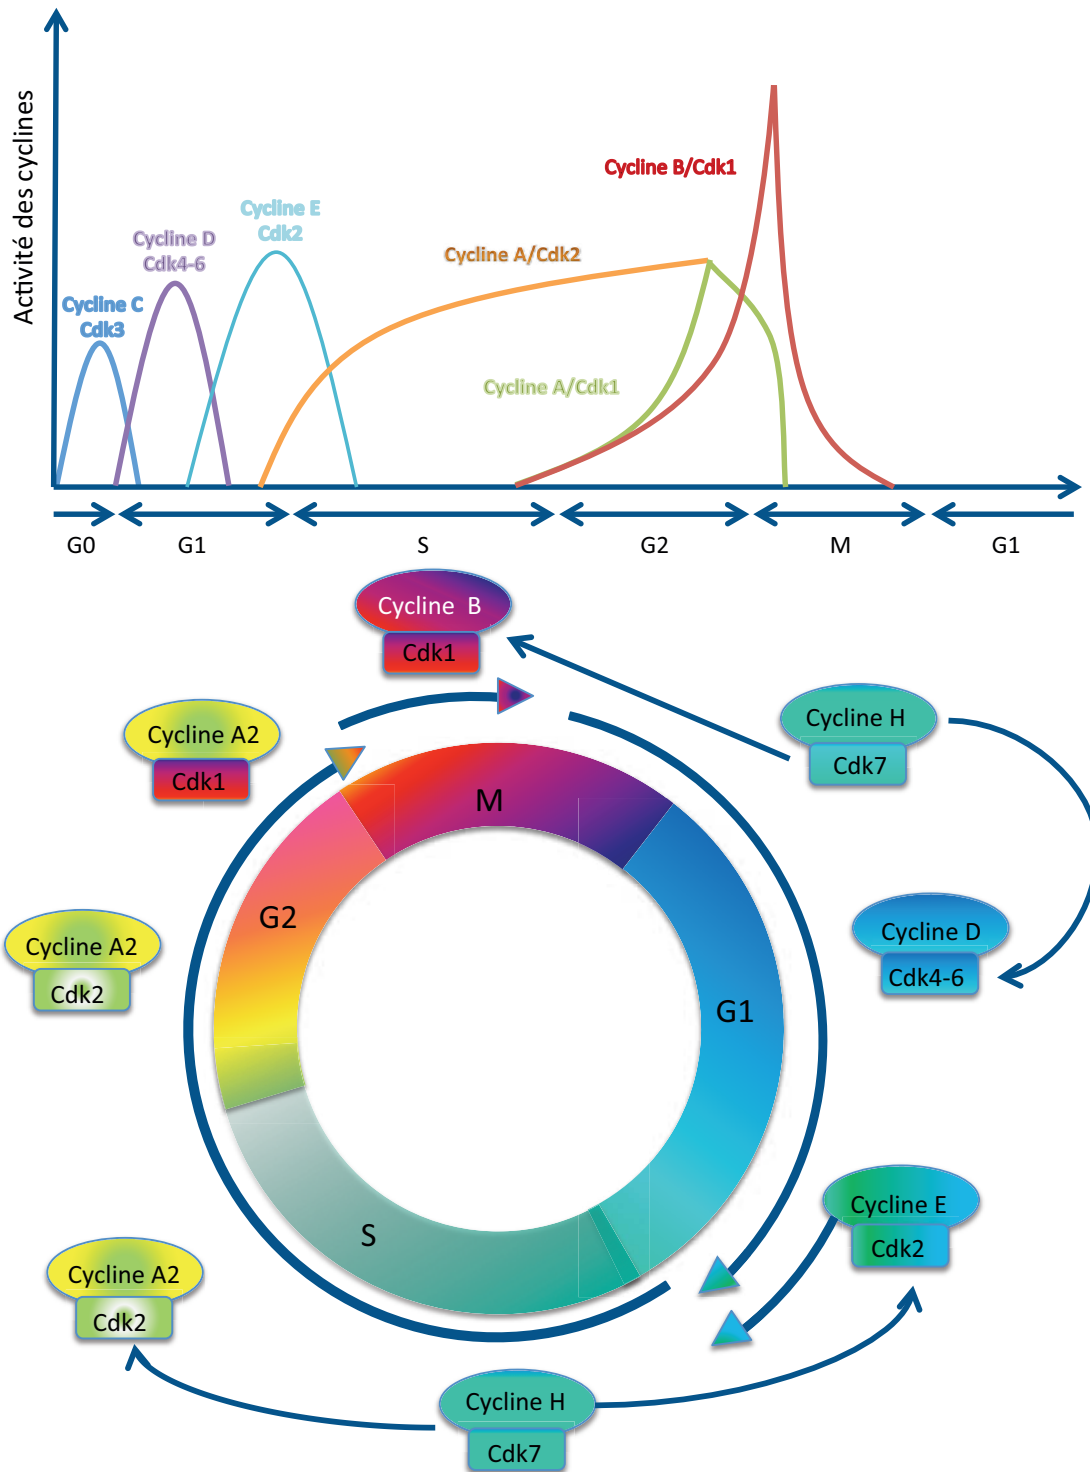 Activité des cyclines
Cycline B/Cdk1
Cycline E
Cdk2
Cycline D
Cdk4-6
Cycline A/Cdk2
Cycline C
Cdk3
Cycline A/Cdk1
G0
G1
S
G2
M
G1
Cycline B
Cdk1
Cycline H
Cdk7
Cycline A2
Cdk1
M
G2
Cycline A2
Cdk2
Cycline D
Cdk4-6
G1
Cycline E
Cdk2
S
Cycline A2
Cdk2
Cycline H
Cdk7